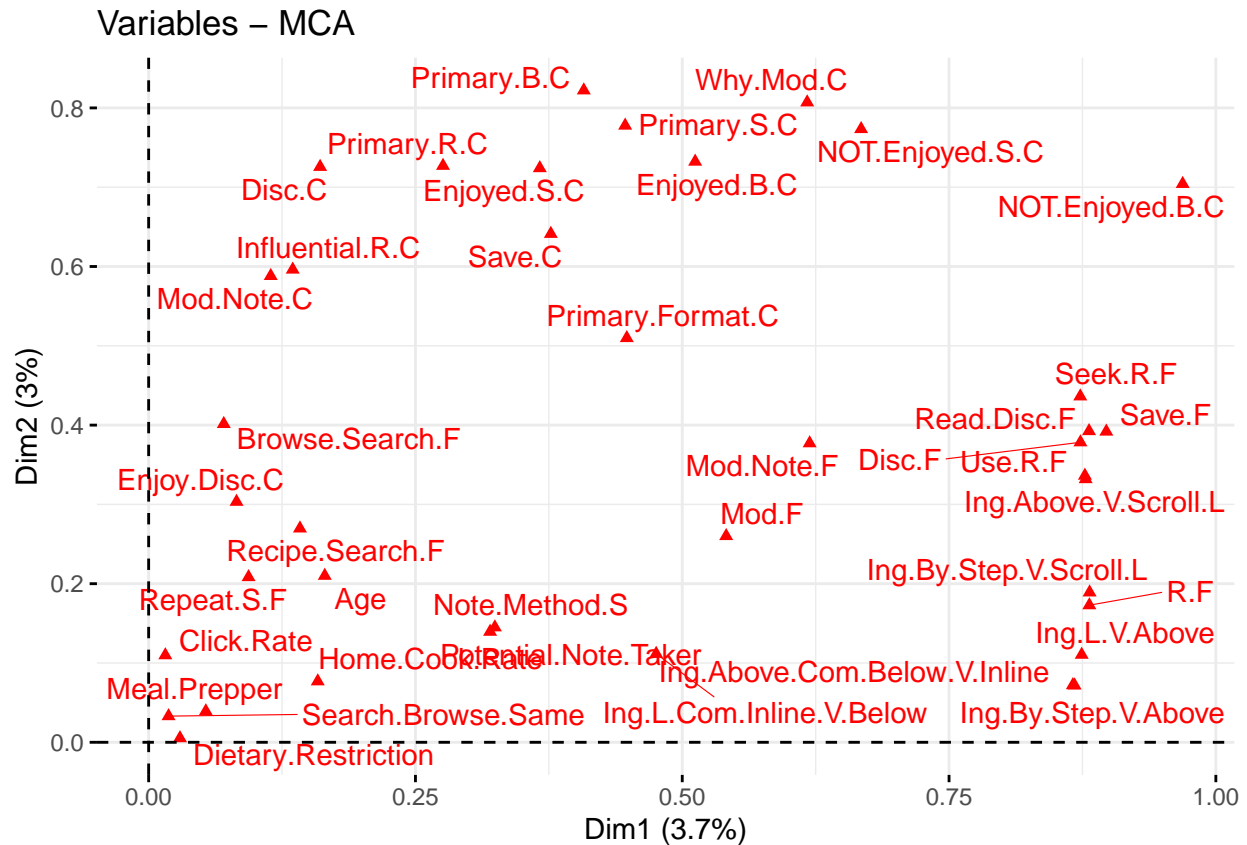 Variables – MCA
Primary.B.C
Why.Mod.C
Primary.S.C
Primary.R.C
NOT.Enjoyed.S.C
Disc.C
Enjoyed.S.C
Enjoyed.B.C
NOT.Enjoyed.B.C
Influential.R.C
Save.C
Mod.Note.C
Primary.Format.C
Seek.R.F
Read.Disc.F
Save.F
Browse.Search.F
Disc.F
Use.R.F
Mod.Note.F
Enjoy.Disc.C
Ing.Above.V.Scroll.L
Mod.F
Recipe.Search.F
Ing.By.Step.V.Scroll.L
R.F
Repeat.S.F
Age
Note.Method.S
Ing.L.V.Above
Click.Rate
Home.Cook.Rate
Potential.Note.Taker
Ing.Above.Com.Below.V.Inline
Meal.Prepper
Search.Browse.Same
Ing.L.Com.Inline.V.Below
Ing.By.Step.V.Above
Dietary.Restriction
0.8
0.6
0.4
0.2
0.0
Dim2 (3%)
0.00
0.25
0.50
0.75
1.00
Dim1 (3.7%)